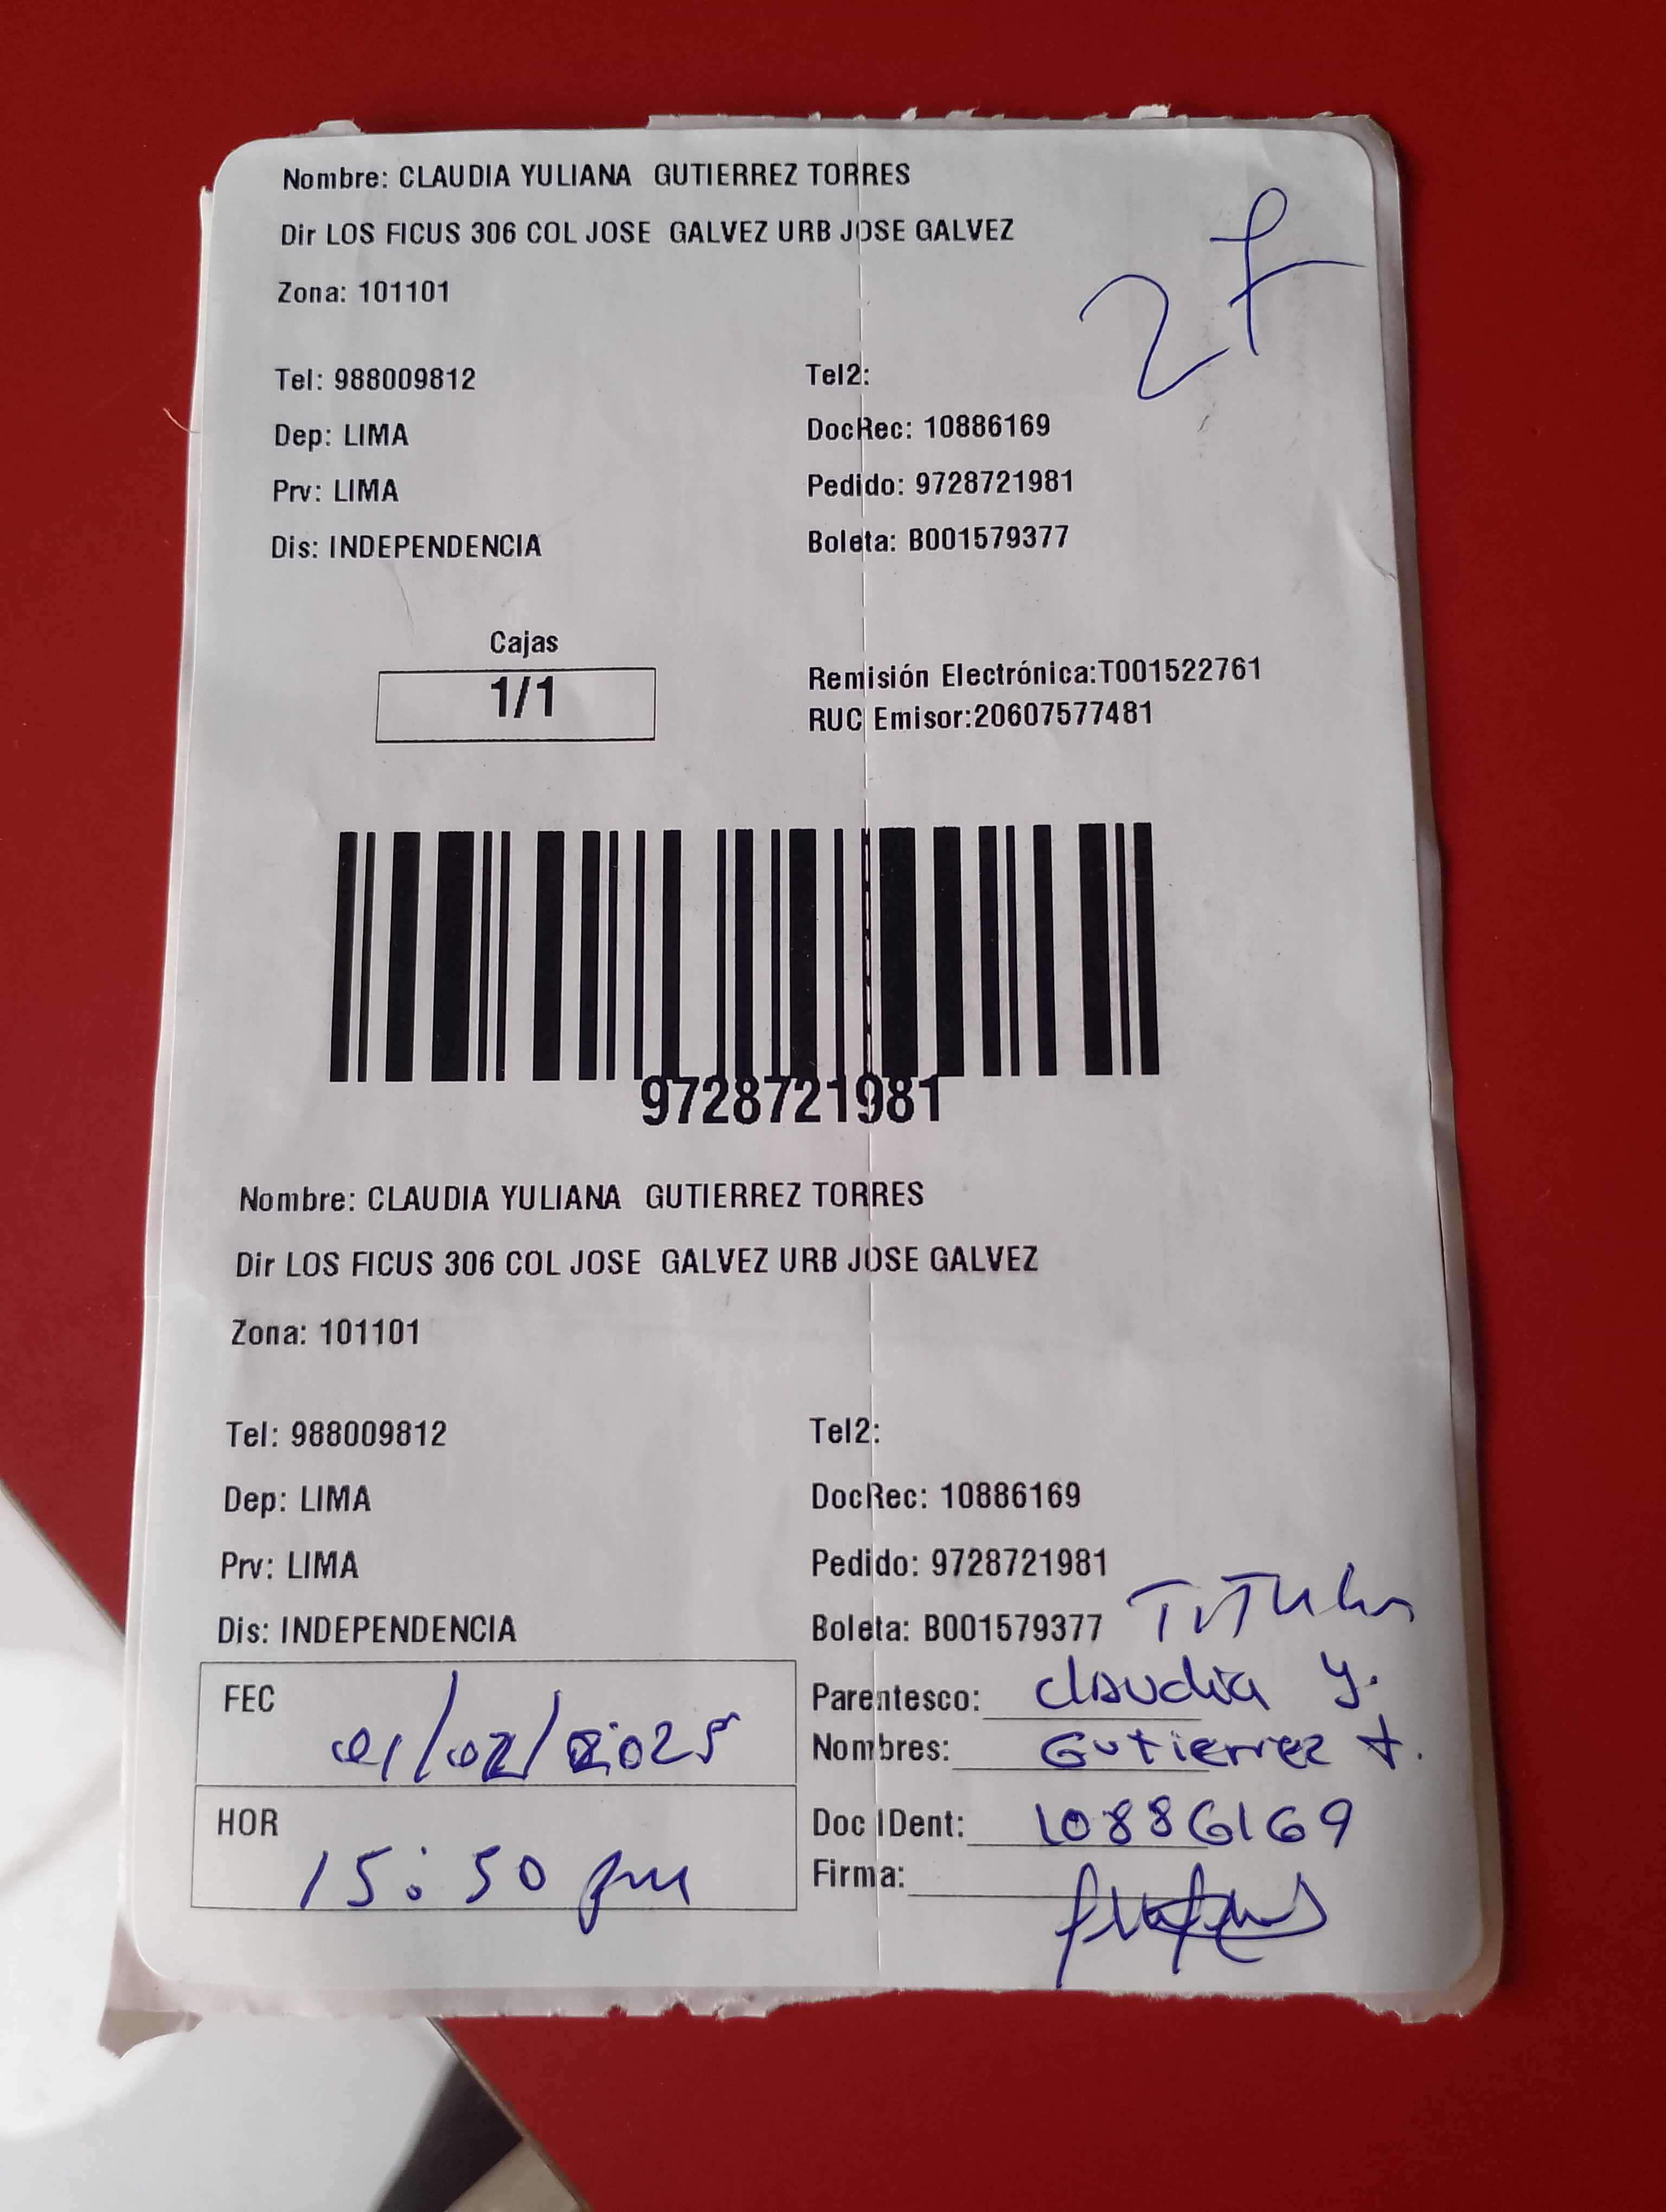 Nombre: CLAUDIA YULIANA GUTIERREZ TORRES
Dir LOS FICUS 306 COL JOSE GALVEZ URB JOSE GALVEZ
Zona: 101101
Tel: 988009812 Tel2:
Dep: LIMA DocRec: 10886169
Prv: LIMA Pedido: 9728721981
Dis: INDEPENDENCIA Boleta: B001579377
Cajas
1/1
Remisión Electrónica:T001522761
RUC Emisor:20607577481
9728721981
Nombre: CLAUDIA YULIANA GUTIERREZ TORRES
Dir LOS FICUS 306 COL JOSE GALVEZ URB JOSE GALVEZ
Zona: 101101
Tel: 988009812 Tel2:
Dep: LIMA DocRec: 10886169
Prv: LIMA Pedido: 9728721981
Dis: INDEPENDENCIA Boleta: B001579377 Titular
FEC 01/02/2025
HOR 15:50 pm
Parentesco: Claudia Y.
Nombres: Gutierrez t.
Doc IDent: 10886169
Firma: